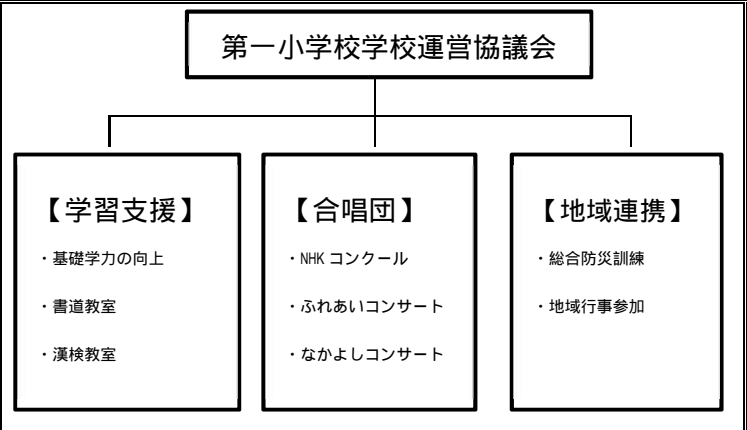 第一小学校学校運営協議会
【学習支援】
・基礎学力の向上
・書道教室
・漢検教室
【合唱団】
・NHK コンクール
・ふれあいコンサート
・なかよしコンサート
【地域連携】
・総合防災訓練
・地域行事参加